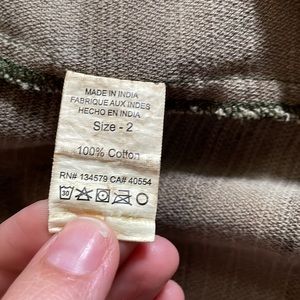 MADE IN INDIA
FABRIQUE AUX INDES
HECHO EN INDIA
Size - 2
100% Cotton
RN# 134579 CA# 40554
30